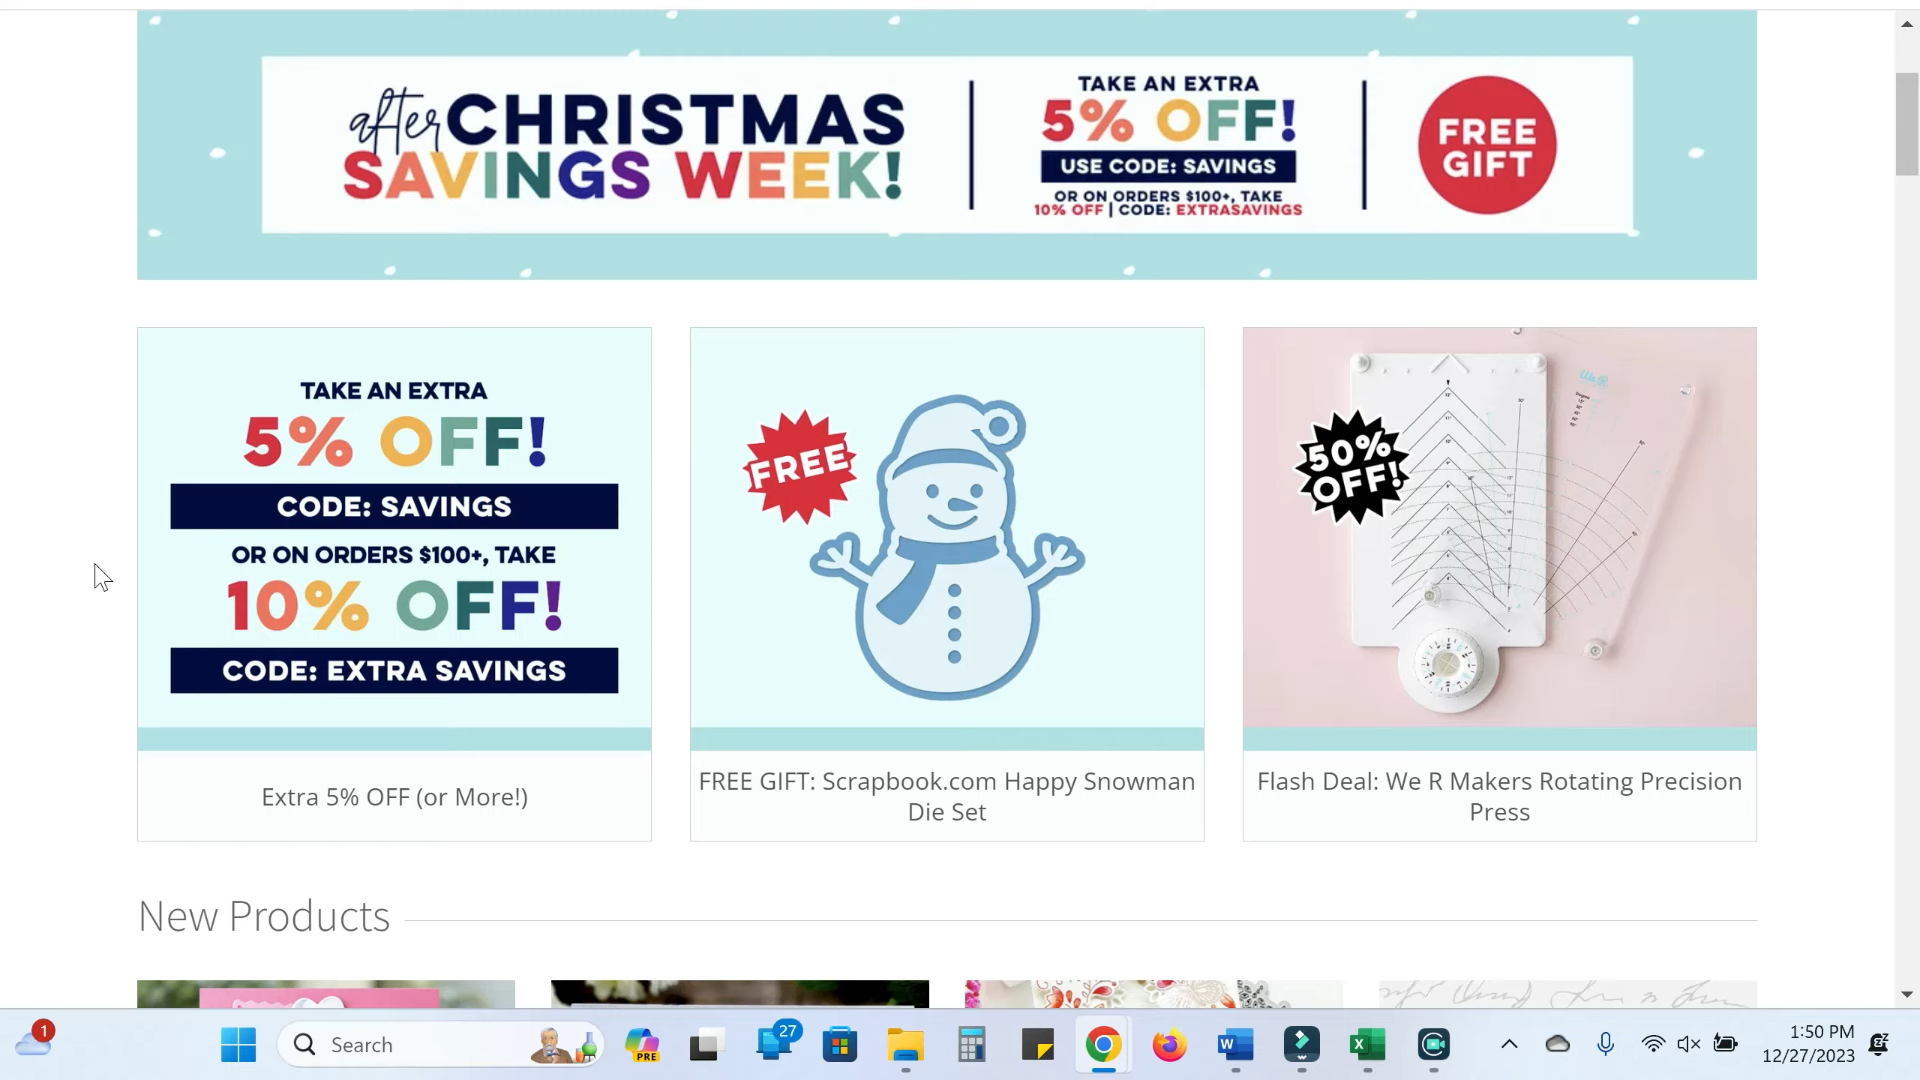 after CHRISTMAS
SAVINGS WEEK!
TAKE AN EXTRA
5% OFF!
USE CODE: SAVINGS
OR ON ORDERS $100+, TAKE
10% OFF | CODE: EXTRASAVINGS
FREE
GIFT
TAKE AN EXTRA
5% OFF!
CODE: SAVINGS
OR ON ORDERS $100+, TAKE
10% OFF!
CODE: EXTRA SAVINGS
Extra 5% OFF (or More!)
FREE
FREE GIFT: Scrapbook.com Happy Snowman
Die Set
50%
OFF!
We R
Flash Deal: We R Makers Rotating Precision
Press
New Products
1
Search
PRE
27
W
X
1:50 PM
12/27/2023